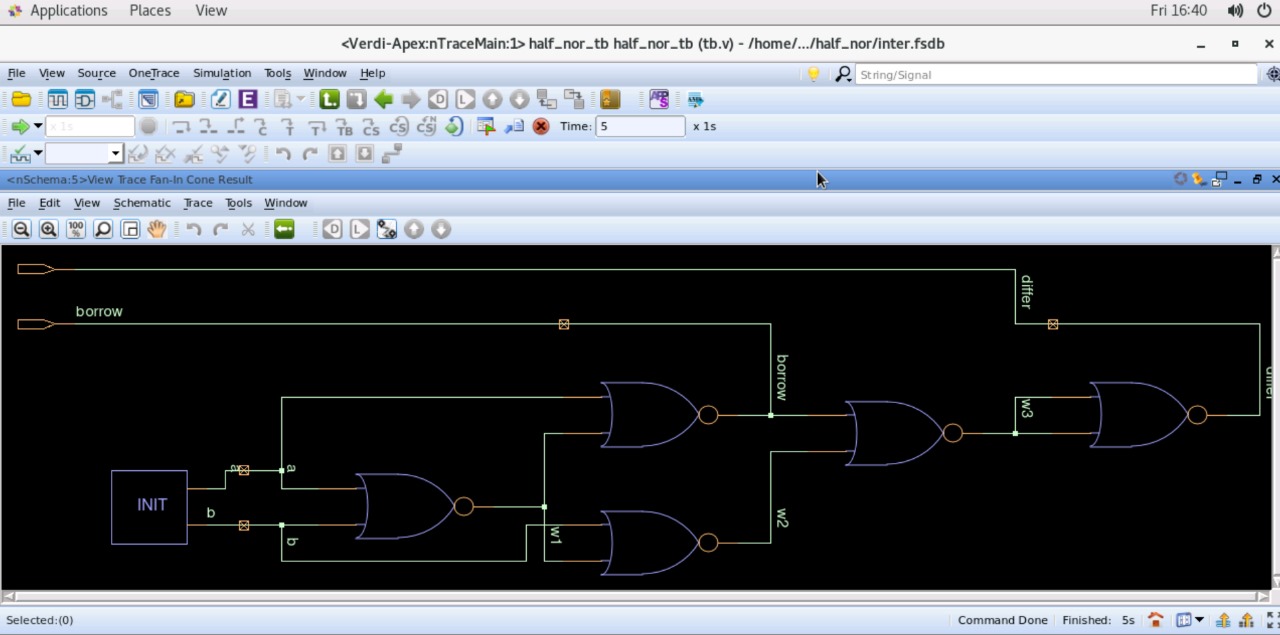 Applications Places View Fri 16:40
<Verdi-Apex:nTraceMain:1> half_nor_tb half_nor_tb (tb.v) - /home/.../half_nor/inter.fsdb
File View Source OneTrace Simulation Tools Window Help String/Signal
x 1s Time: 5 x 1s
<nSchema:5>View Trace Fan-In Cone Result
File Edit View Schematic Trace Tools Window
100 %
differ
borrow
borrow
w3
a a
INIT
b
b
w1
w2
Selected:(0) Command Done Finished: 5s